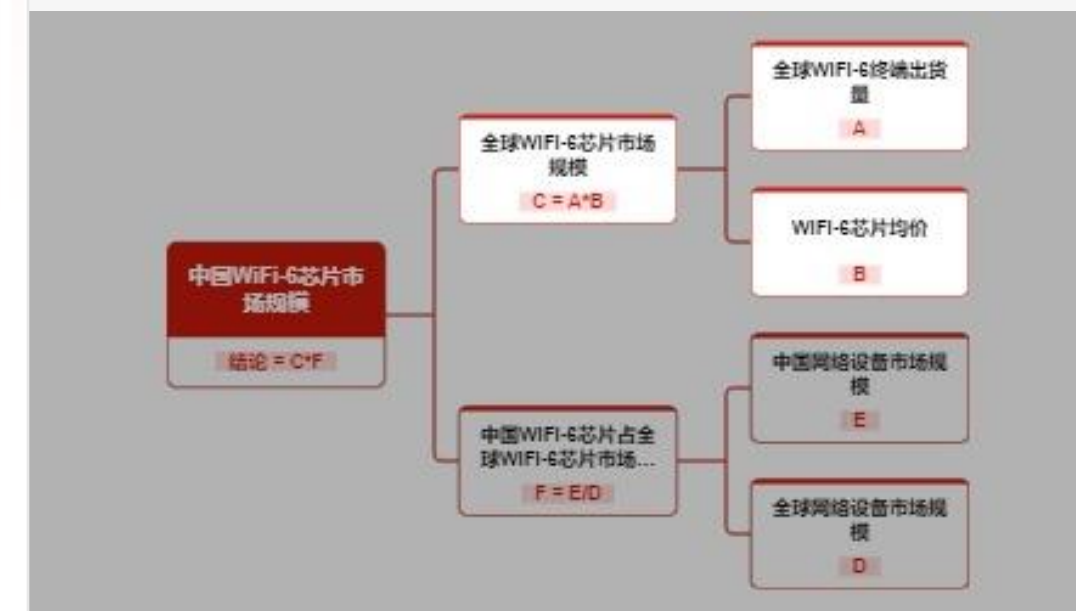 全球WIFI-6终端出货
量
A
全球WIFI-6芯片市场
规模
C = A*B
WIFI-6芯片均价
B
中国WiFi-6芯片市
场规模
结论 = C*F
中国网络设备市场规
模
E
中国WIFI-6芯片占全
球WIFI-6芯片市场...
F = E/D
全球网络设备市场规
模
D